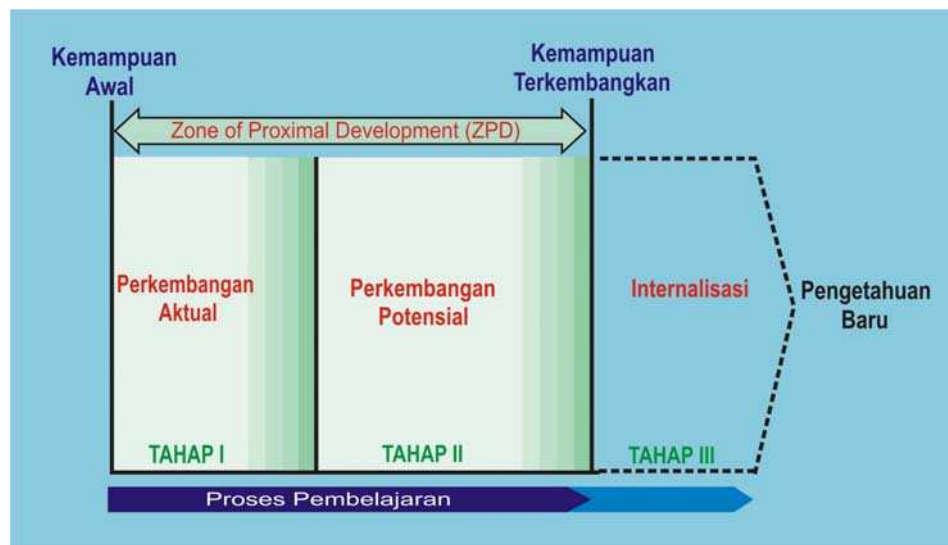 Kemampuan
Awal
Kemampuan
Terkembangkan
Zone of Proximal Development (ZPD)
Perkembangan
Aktual
Perkembangan
Potensial
Internalisasi
Pengetahuan
Baru
TAHAP I
TAHAP II
TAHAP III
Proses Pembelajaran